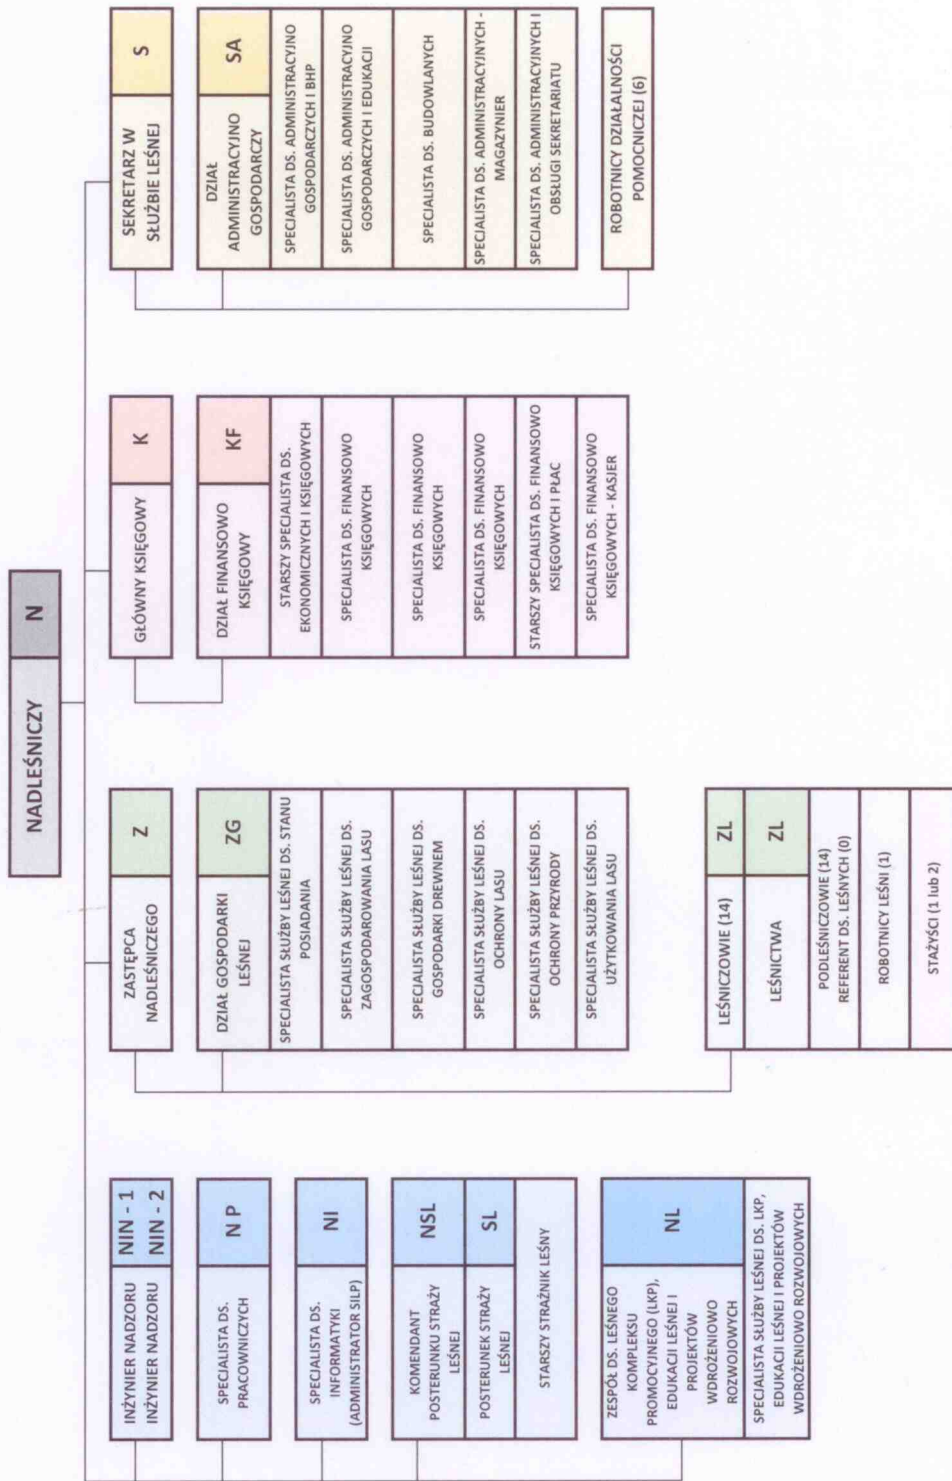 NADLEŚNICZY N
INŻYNIER NADZORU NIN - 1
INŻYNIER NADZORU NIN - 2
SPECJALISTA DS.
PRACOWNICZYCH
N P
SPECJALISTA DS.
INFORMATYKI
(ADMINISTRATOR SILP)
NI
KOMENDANT
POSTERUNKU STRAŻY
LEŚNEJ
NSL
POSTERUNEK STRAŻY
LEŚNEJ
SL
STARSZY STRAŻNIK LEŚNY
ZESPÓŁ DS. LEŚNEGO
KOMPLEKSU
PROMOCYJNEGO (LKP),
EDUKACJI LEŚNEJ I
PROJEKTÓW
WDROŻENIOWO
ROZWOJOWYCH
NL
SPECJALISTA SŁUŻBY LEŚNEJ DS. LKP,
EDUKACJI LEŚNEJ I PROJEKTÓW
WDROŻENIOWO ROZWOJOWYCH
ZASTĘPCA
NADLEŚNICZEGO
Z
DZIAŁ GOSPODARKI
LEŚNEJ
ZG
SPECJALISTA SŁUŻBY LEŚNEJ DS. STANU
POSIADANIA
SPECJALISTA SŁUŻBY LEŚNEJ DS.
ZAGOSPODAROWANIA LASU
SPECJALISTA SŁUŻBY LEŚNEJ DS.
GOSPODARKI DREWNEM
SPECJALISTA SŁUŻBY LEŚNEJ DS.
OCHRONY LASU
SPECJALISTA SŁUŻBY LEŚNEJ DS.
OCHRONY PRZYRODY
SPECJALISTA SŁUŻBY LEŚNEJ DS.
UŻYTKOWANIA LASU
LEŚNICZOWIE (14) ZL
LEŚNICTWA ZL
PODLEŚNICZOWIE (14)
REFERENT DS. LEŚNYCH (0)
ROBOTNICY LEŚNI (1)
STAŻYŚCI (1 lub 2)
GŁÓWNY KSIĘGOWY K
DZIAŁ FINANSOWO
KSIĘGOWY
KF
STARSZY SPECJALISTA DS.
EKONOMICZNYCH I KSIĘGOWYCH
SPECJALISTA DS. FINANSOWO
KSIĘGOWYCH
SPECJALISTA DS. FINANSOWO
KSIĘGOWYCH
SPECJALISTA DS. FINANSOWO
KSIĘGOWYCH
STARSZY SPECJALISTA DS. FINANSOWO
KSIĘGOWYCH I PŁAC
SPECJALISTA DS. FINANSOWO
KSIĘGOWYCH - KASJER
SEKRETARZ W
SŁUŻBIE LEŚNEJ
S
DZIAŁ
ADMINISTRACYJNO
GOSPODARCZY
SA
SPECJALISTA DS. ADMINISTRACYJNO
GOSPODARCZYCH I BHP
SPECJALISTA DS. ADMINISTRACYJNO
GOSPODARCZYCH I EDUKACJI
SPECJALISTA DS. BUDOWLANYCH
SPECJALISTA DS. ADMINISTRACYJNYCH -
MAGAZYNIER
SPECJALISTA DS. ADMINISTRACYJNYCH I
OBSŁUGI SEKRETARIATU
ROBOTNICY DZIAŁALNOŚCI
POMOCNICZEJ (6)